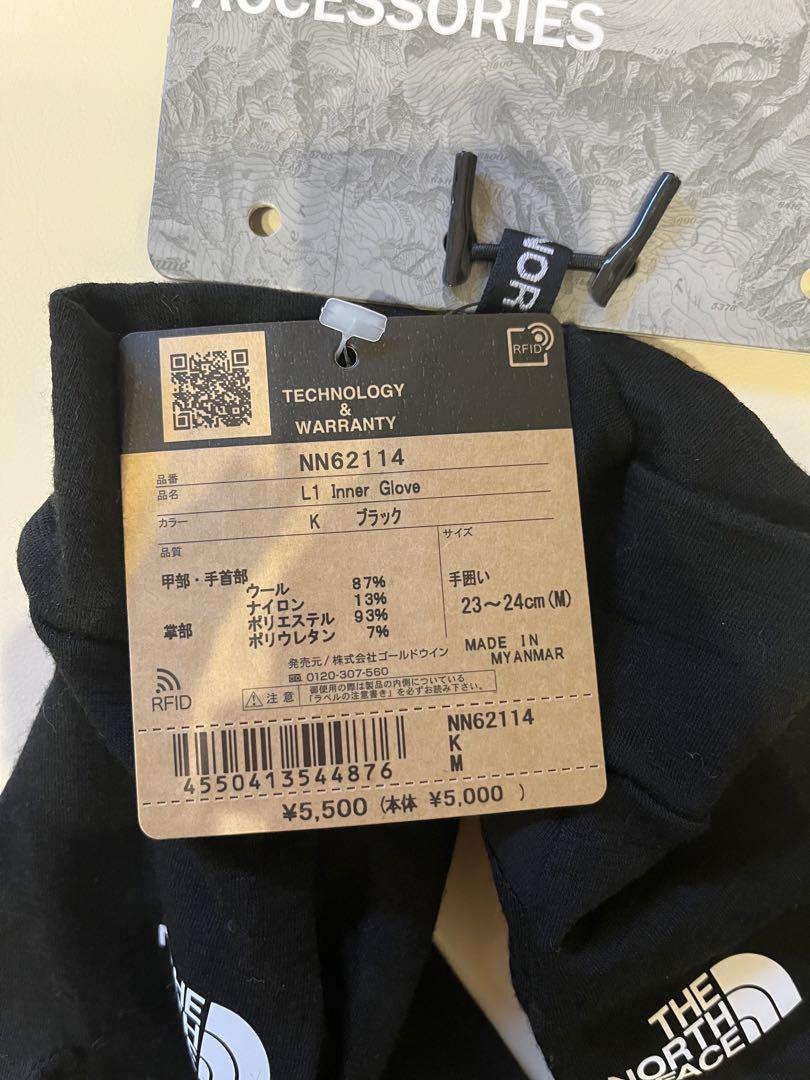 ACCESSORIES
NOR
RFID
TECHNOLOGY
&
WARRANTY
品番 NN62114
品名 L1 Inner Glove
カラー K ブラック
品質
甲部・手首部
ウール 87%
ナイロン 13%
掌部
ポリエステル 93%
ポリウレタン 7%
サイズ
手囲い
23～24cm(M)
MADE IN
MYANMAR
発売元/株式会社ゴールドウイン
0120-307-560
RFID
注意 御使用の際は製品の内側についている
「ラベルの注意書き」を必ずお読み下さい。
4550413544876
NN62114
K
M
¥5,500 (本体 ¥5,000 )
THE
NORTH
FACE
THE